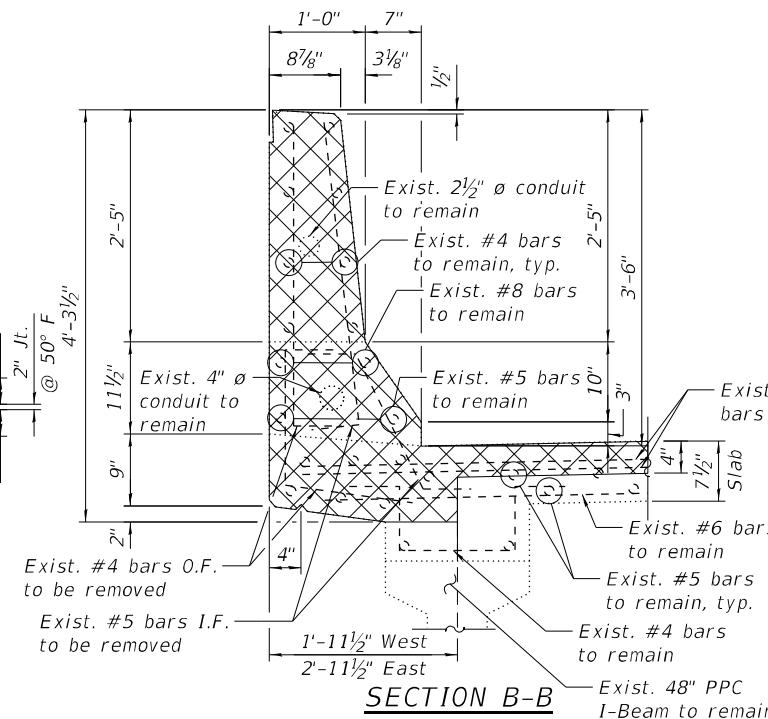 1'-0" 7"
8⅞" 3⅛" ½"
Exist. 2½" ø conduit
to remain
2'-5"
2'-5"
Exist. #4 bars
to remain, typ.
3'-6"
4'-3½"
Exist. #8 bars
to remain
2" Jt.
@ 50° F
11½"
Exist. 4" ø
conduit to
remain
Exist. #5 bars
to remain
10"
3"
Exist
bars
9"
4"
7½"
Slab
2"
4"
Exist. #6 bars
to remain
Exist. #4 bars O.F.
to be removed
Exist. #5 bars
to remain, typ.
Exist. #5 bars I.F.
to be removed
Exist. #4 bars
to remain
1'-11½" West
2'-11½" East
SECTION B-B
Exist. 48" PPC
I-Beam to remain